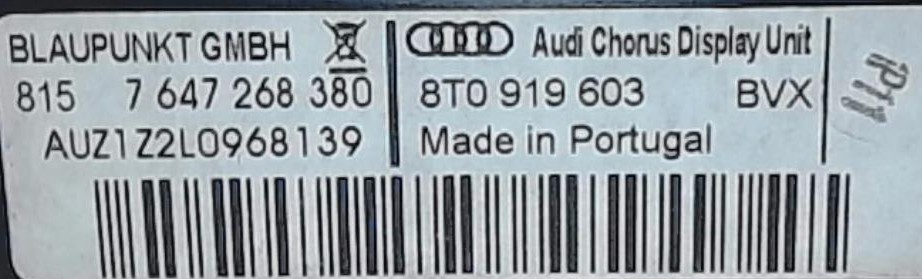 BLAUPUNKT GMBH
815 7 647 268 380
AUZ1Z2L0968139
Audi Chorus Display Unit
8T0 919 603 BVX
Made in Portugal